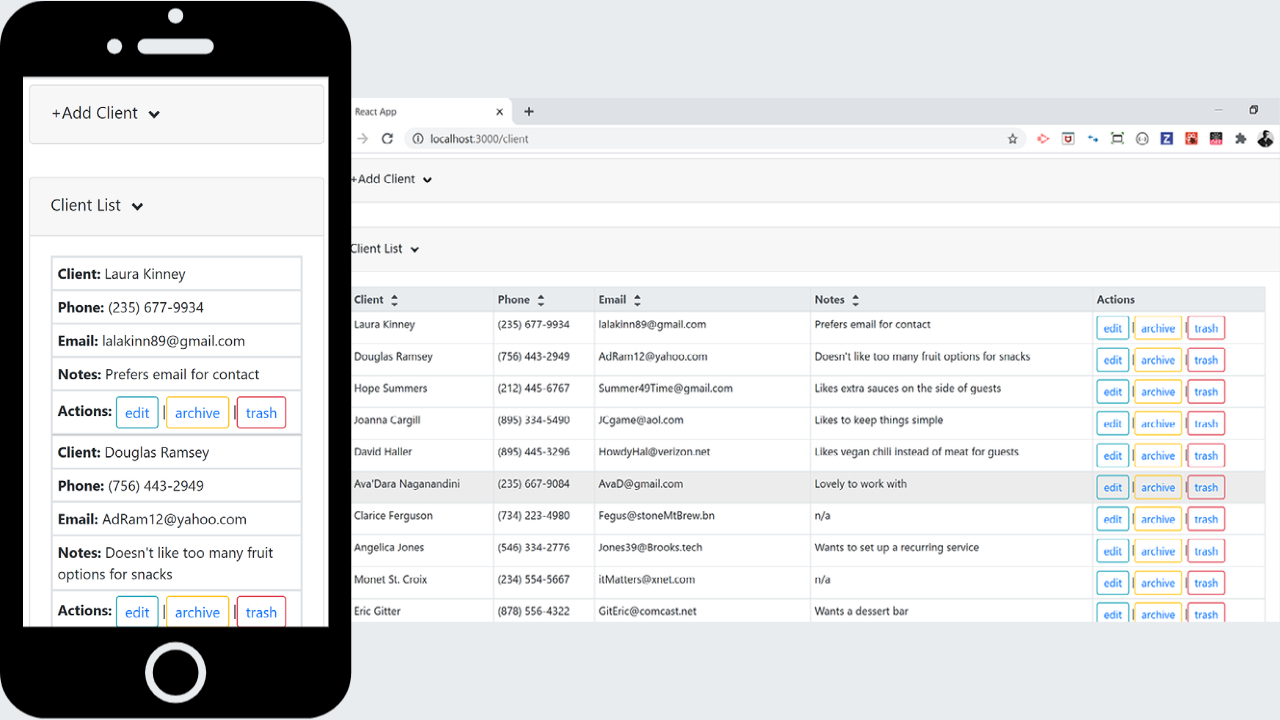 +Add Client
Client List
Client: Laura Kinney
Phone: (235) 677-9934
Email: lalakinn89@gmail.com
Notes: Prefers email for contact
Actions: edit | archive | trash
Client: Douglas Ramsey
Phone: (756) 443-2949
Email: AdRam12@yahoo.com
Notes: Doesn't like too many fruit
options for snacks
Actions: edit | archive | trash
React App
localhost:3000/client
+Add Client
Client List
Client Phone Email Notes Actions
Laura Kinney (235) 677-9934 lalakinn89@gmail.com Prefers email for contact edit | archive | trash
Douglas Ramsey (756) 443-2949 AdRam12@yahoo.com Doesn't like too many fruit options for snacks edit | archive | trash
Hope Summers (212) 445-6767 Summer49Time@gmail.com Likes extra sauces on the side of guests edit | archive | trash
Joanna Cargill (895) 334-5490 JCgame@aol.com Likes to keep things simple edit | archive | trash
David Haller (895) 445-3296 HowdyHal@verizon.net Likes vegan chili instead of meat for guests edit | archive | trash
Ava'Dara Naganandini (235) 667-9084 AvaD@gmail.com Lovely to work with edit | archive | trash
Clarice Ferguson (734) 223-4980 Fegus@stoneMtBrew.bn n/a edit | archive | trash
Angelica Jones (546) 334-2776 Jones39@Brooks.tech Wants to set up a recurring service edit | archive | trash
Monet St. Croix (234) 554-5667 itMatters@xnet.com n/a edit | archive | trash
Eric Gitter (878) 556-4322 GitEric@comcast.net Wants a dessert bar edit | archive | trash